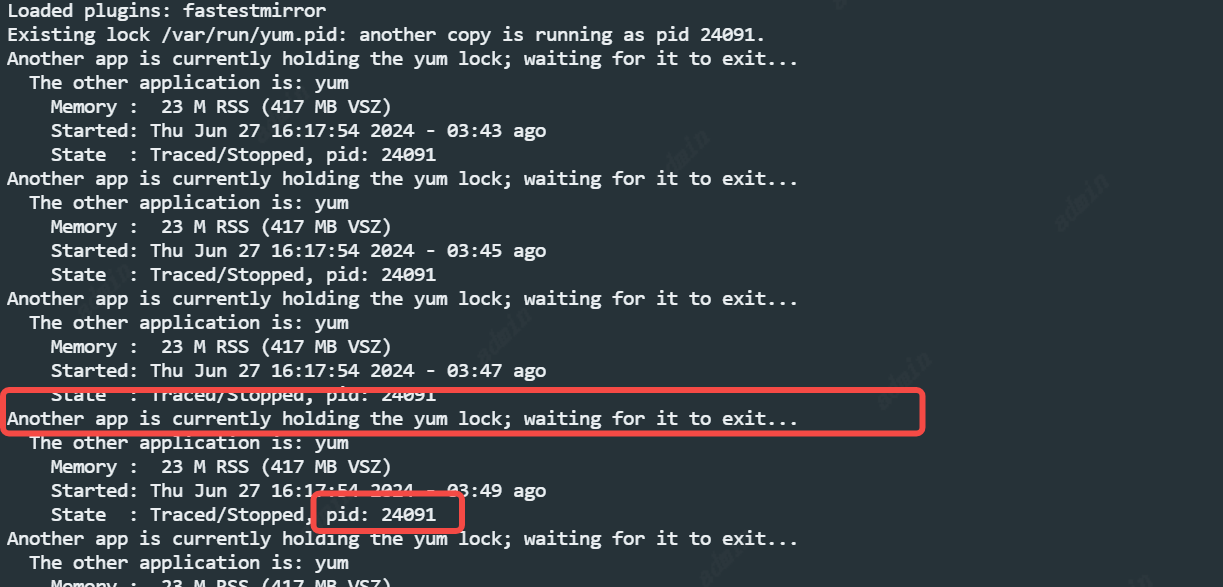 Loaded plugins: fastestmirror
Existing lock /var/run/yum.pid: another copy is running as pid 24091.
Another app is currently holding the yum lock; waiting for it to exit...
  The other application is: yum
    Memory :  23 M RSS (417 MB VSZ)
    Started: Thu Jun 27 16:17:54 2024 - 03:43 ago
    State  : Traced/Stopped, pid: 24091
Another app is currently holding the yum lock; waiting for it to exit...
  The other application is: yum
    Memory :  23 M RSS (417 MB VSZ)
    Started: Thu Jun 27 16:17:54 2024 - 03:45 ago
    State  : Traced/Stopped, pid: 24091
Another app is currently holding the yum lock; waiting for it to exit...
  The other application is: yum
    Memory :  23 M RSS (417 MB VSZ)
    Started: Thu Jun 27 16:17:54 2024 - 03:47 ago
    State  : Traced/Stopped, pid: 24091
Another app is currently holding the yum lock; waiting for it to exit...
  The other application is: yum
    Memory :  23 M RSS (417 MB VSZ)
    Started: Thu Jun 27 16:17:54 2024 - 03:49 ago
    State  : Traced/Stopped, pid: 24091
Another app is currently holding the yum lock; waiting for it to exit...
  The other application is: yum
    Memory :  23 M RSS (417 MB VSZ)
admin
admin
admin
admin